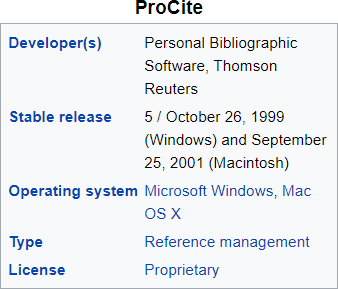 ProCite
Developer(s) Personal Bibliographic
Software, Thomson
Reuters
Stable release 5 / October 26, 1999
(Windows) and September
25, 2001 (Macintosh)
Operating system Microsoft Windows, Mac
OS X
Type Reference management
License Proprietary